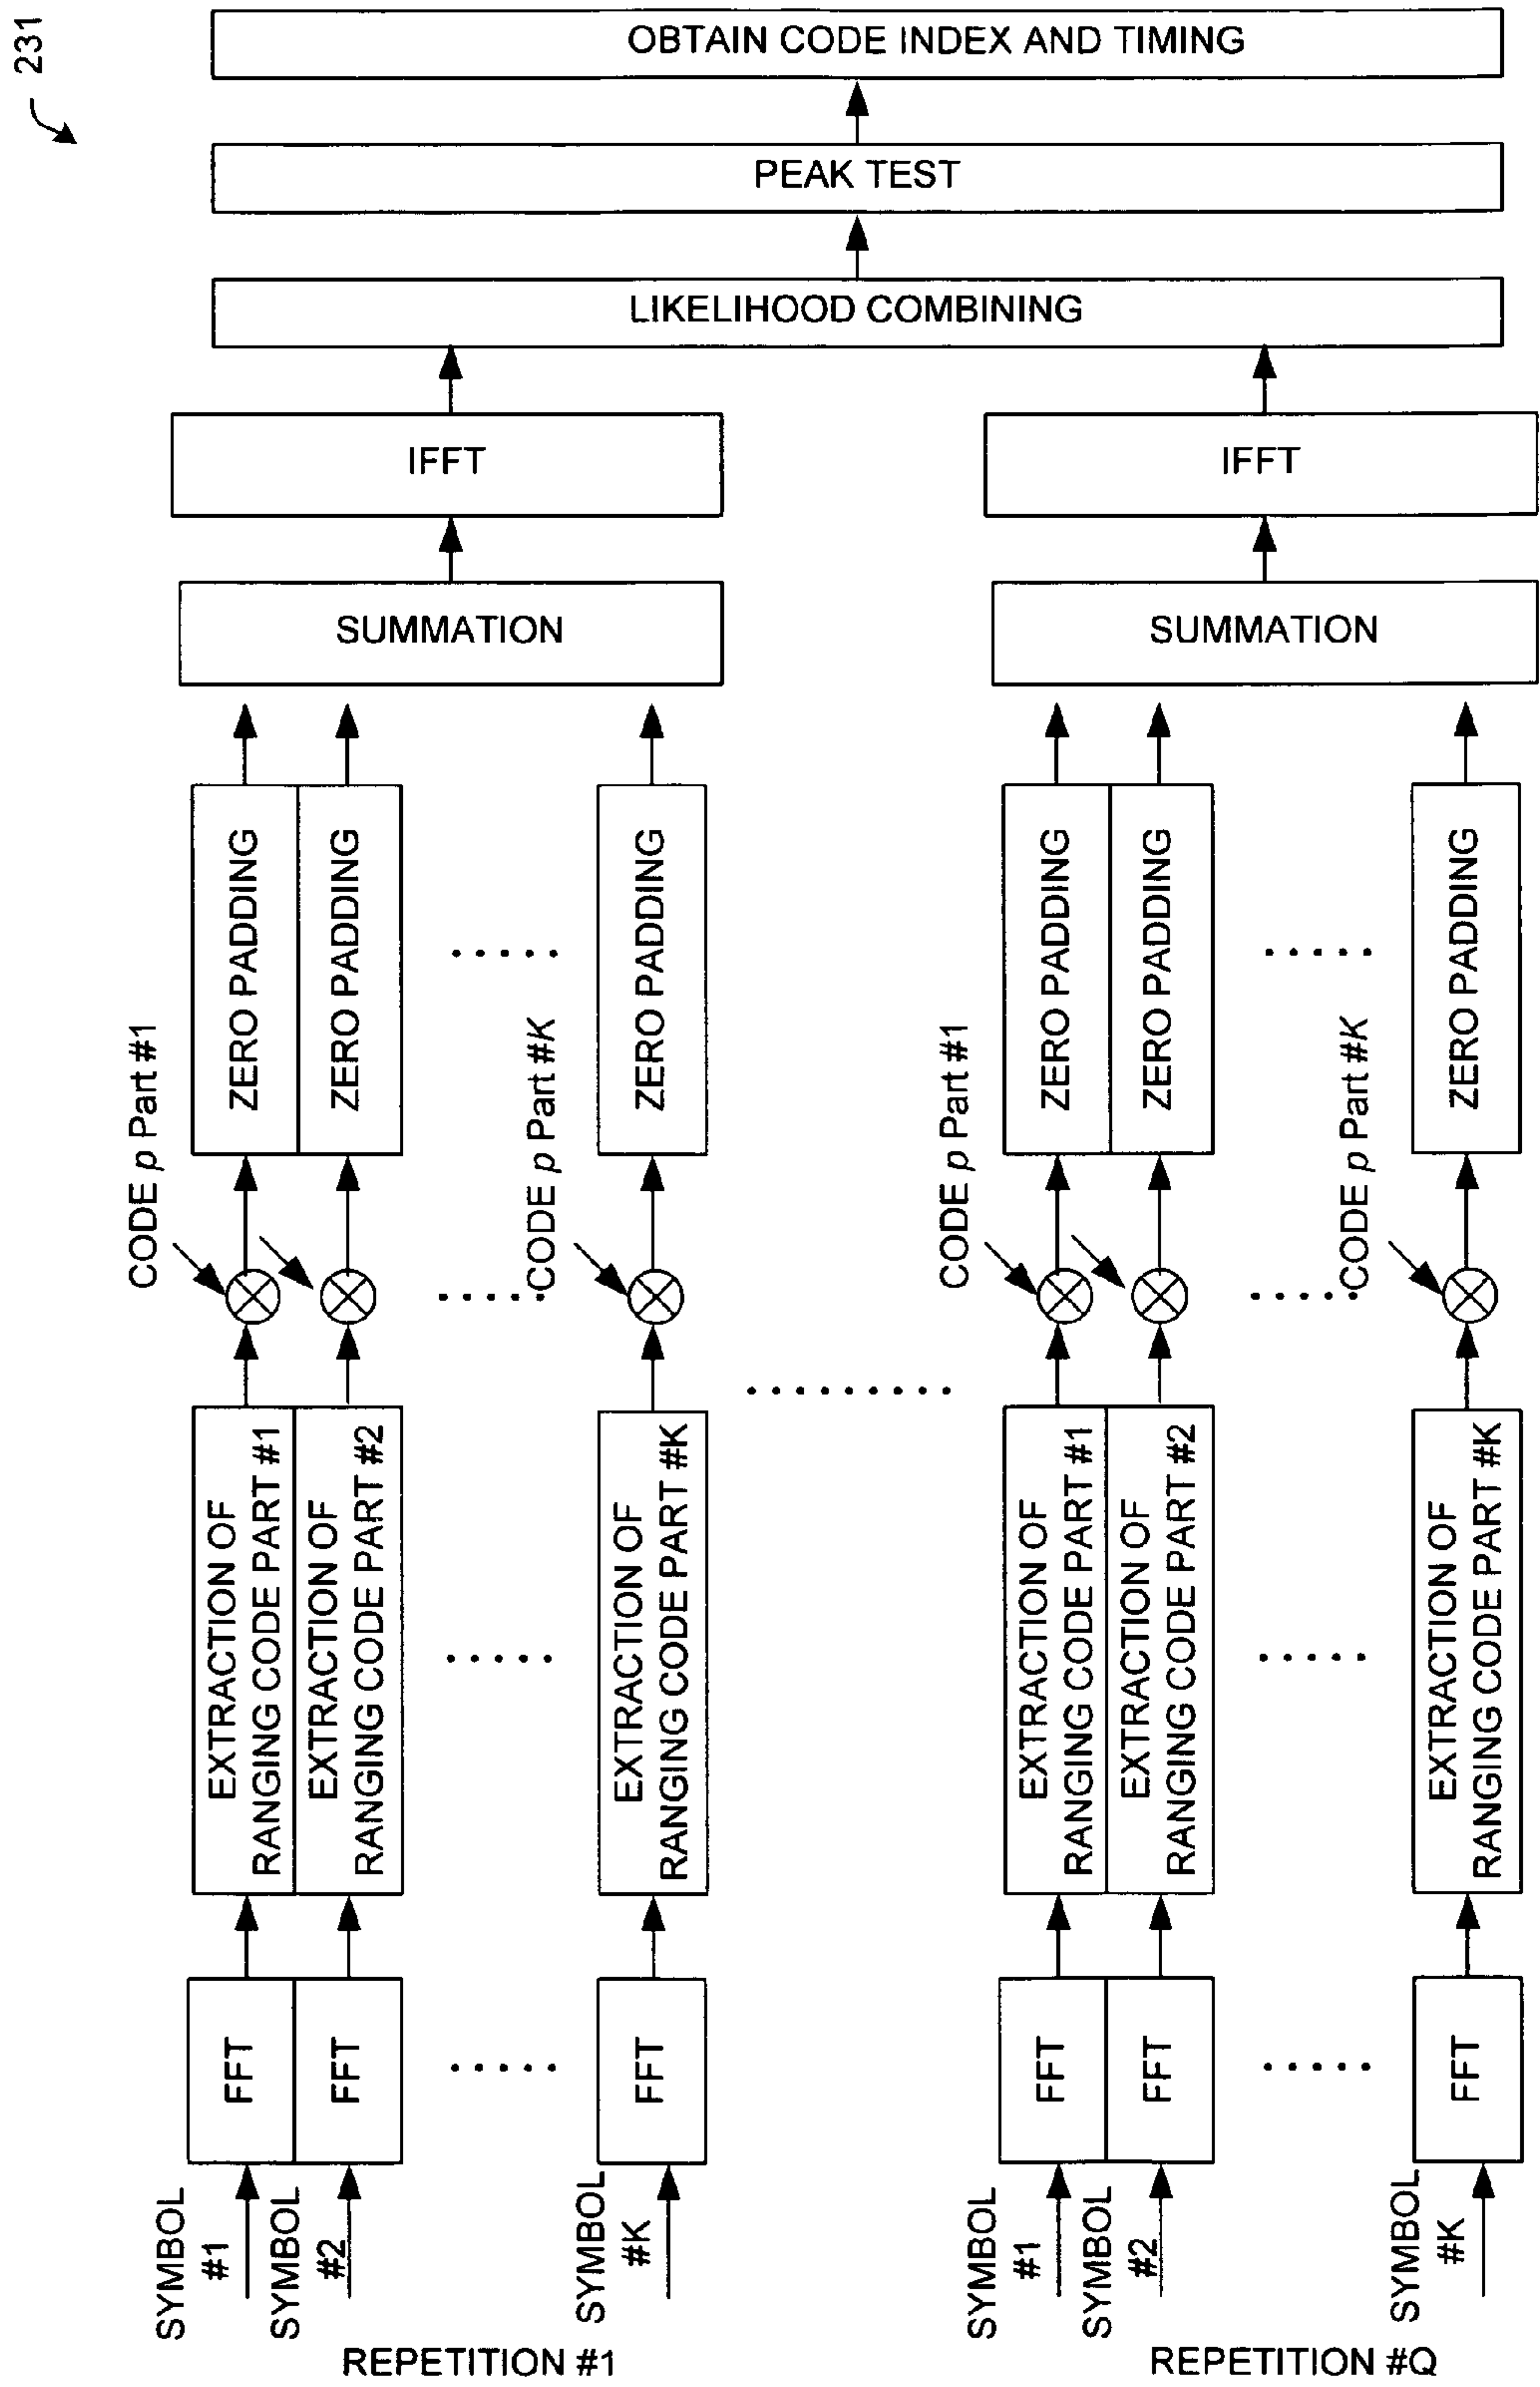 231
OBTAIN CODE INDEX AND TIMING
PEAK TEST
LIKELIHOOD COMBINING
IFFT
IFFT
SUMMATION
SUMMATION
ZERO PADDING
ZERO PADDING
ZERO PADDING
ZERO PADDING
ZERO PADDING
ZERO PADDING
CODE p Part #1
CODE p Part #K
CODE p Part #1
CODE p Part #K
EXTRACTION OF
RANGING CODE PART #1
EXTRACTION OF
RANGING CODE PART #2
EXTRACTION OF
RANGING CODE PART #K
EXTRACTION OF
RANGING CODE PART #1
EXTRACTION OF
RANGING CODE PART #2
EXTRACTION OF
RANGING CODE PART #K
FFT
FFT
FFT
FFT
FFT
FFT
SYMBOL
#1
SYMBOL
#2
SYMBOL
#K
SYMBOL
#1
SYMBOL
#2
SYMBOL
#K
REPETITION #1
REPETITION #Q